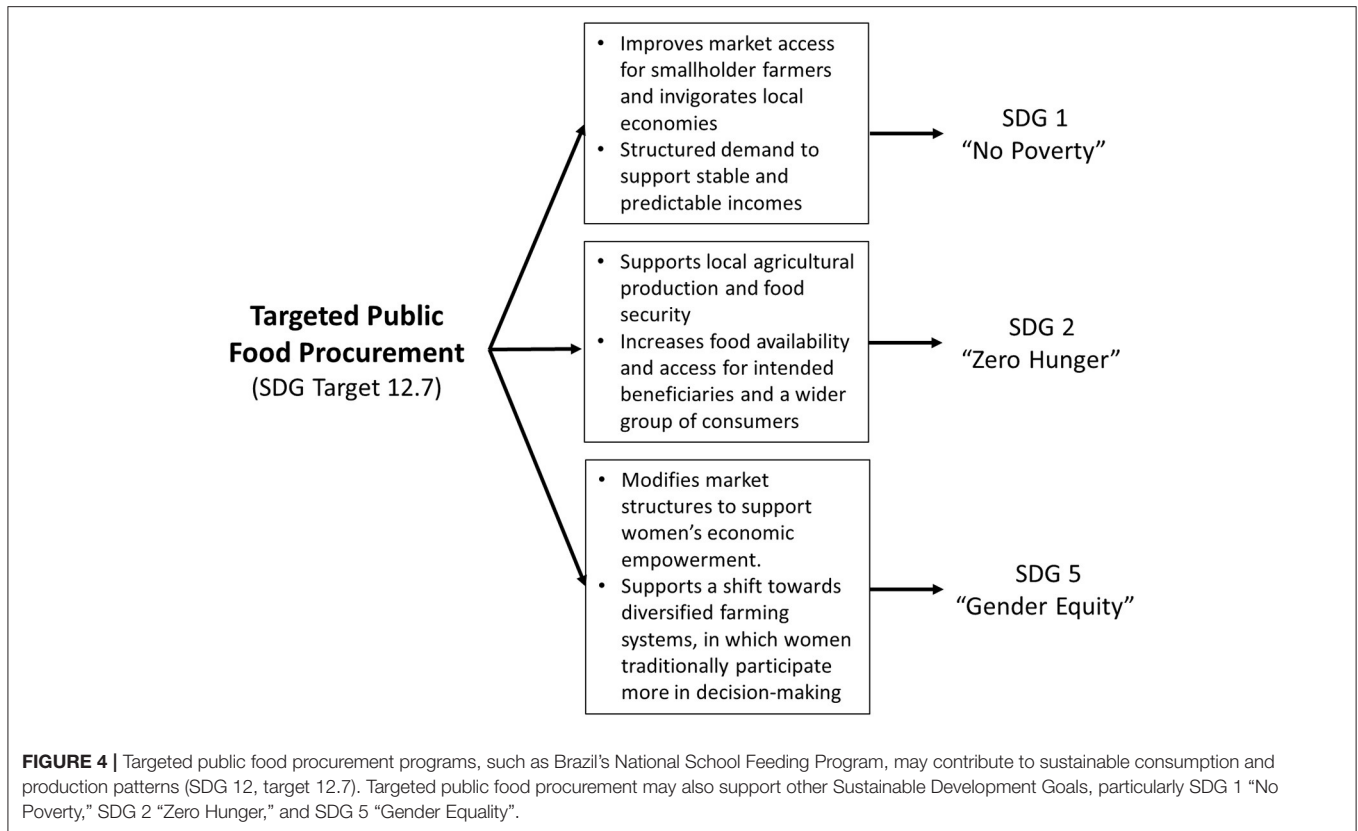 • Improves market access
for smallholder farmers
and invigorates local
economies
• Structured demand to
support stable and
predictable incomes
SDG 1
“No Poverty”
Targeted Public
Food Procurement
(SDG Target 12.7)
• Supports local agricultural
production and food
security
• Increases food availability
and access for intended
beneficiaries and a wider
group of consumers
SDG 2
“Zero Hunger”
• Modifies market
structures to support
women’s economic
empowerment.
• Supports a shift towards
diversified farming
systems, in which women
traditionally participate
more in decision-making
SDG 5
“Gender Equity”
FIGURE 4 | Targeted public food procurement programs, such as Brazil’s National School Feeding Program, may contribute to sustainable consumption and
production patterns (SDG 12, target 12.7). Targeted public food procurement may also support other Sustainable Development Goals, particularly SDG 1 “No
Poverty,” SDG 2 “Zero Hunger,” and SDG 5 “Gender Equality”.